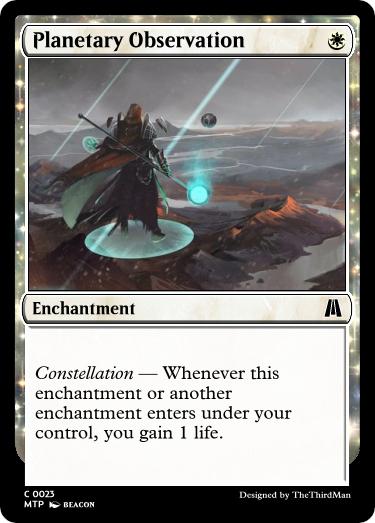 Planetary Observation
Enchantment
Constellation — Whenever this
enchantment or another
enchantment enters under your
control, you gain 1 life.
C 0023
MTP BEACON
Designed by TheThirdMan